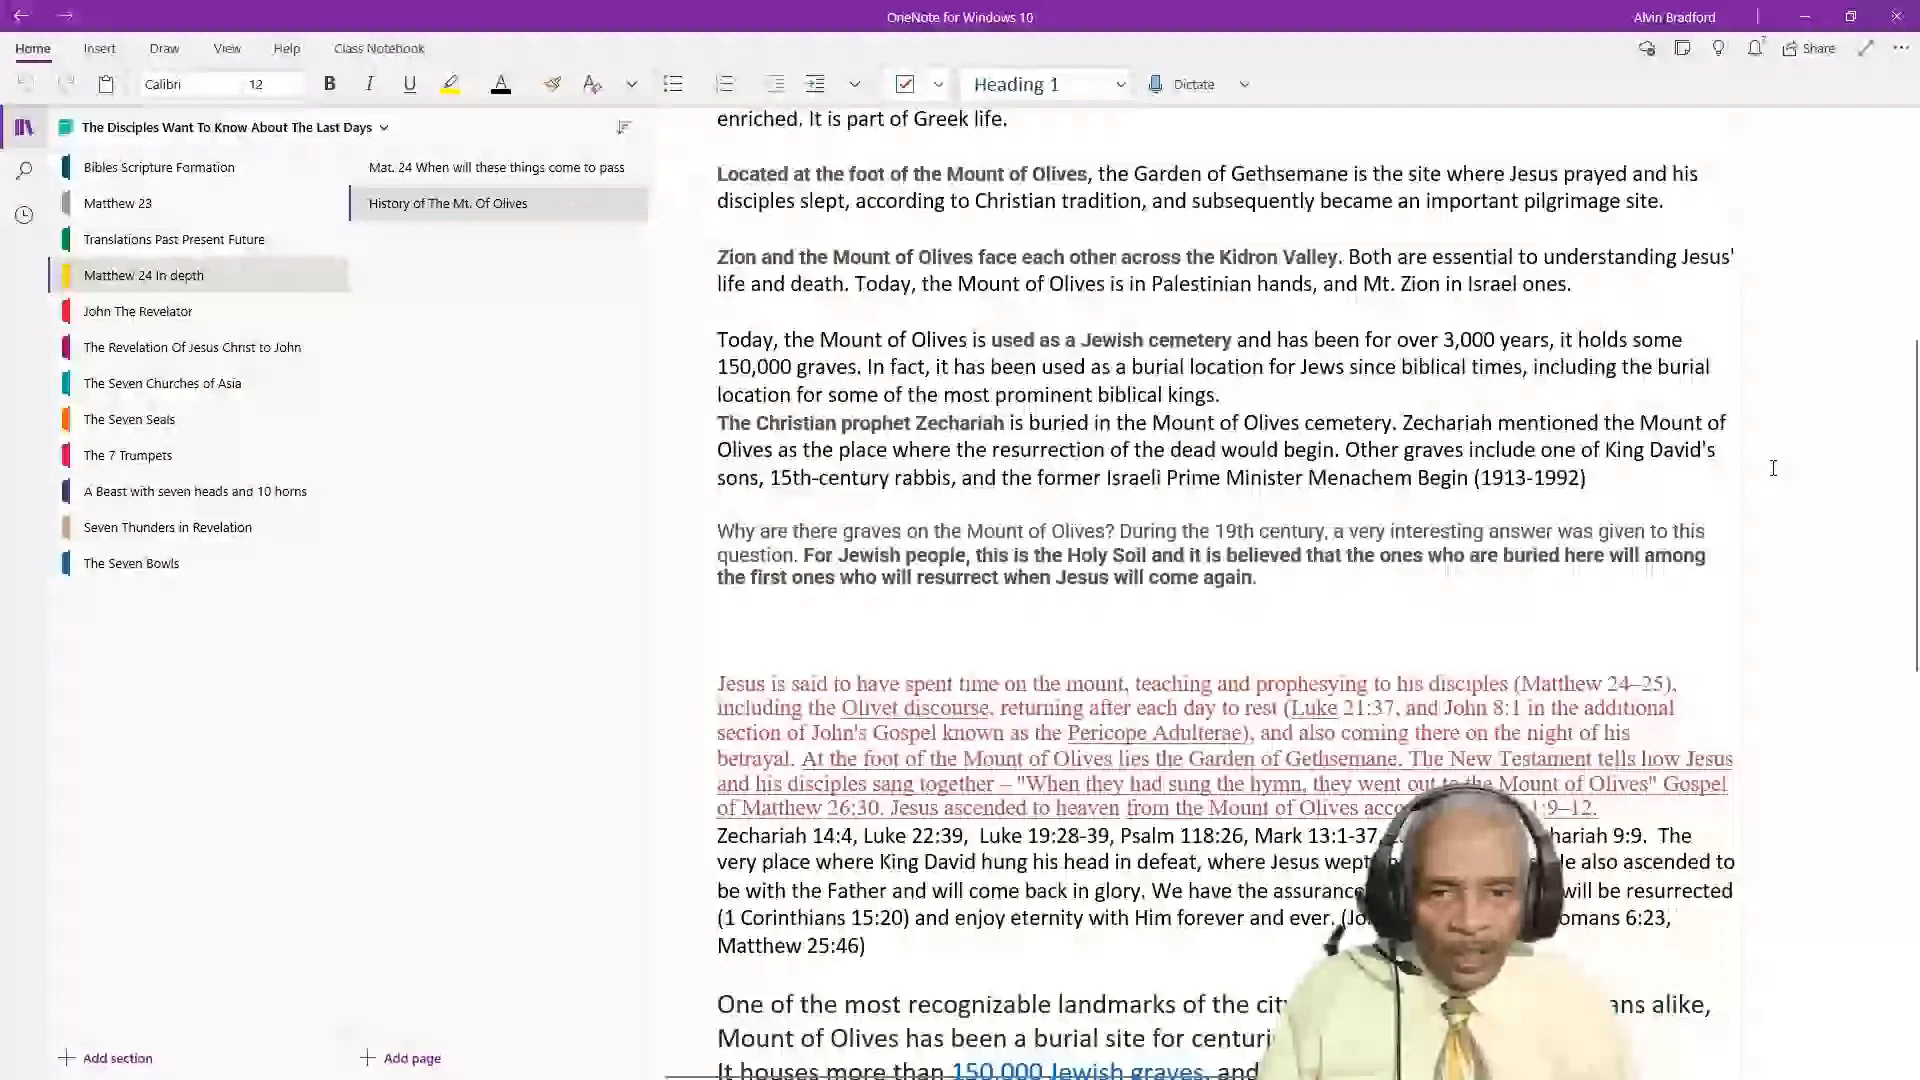 OneNote for Windows 10
Alvin Bradford
Home Insert Draw View Help Class Notebook
Share
Calibri 12 B I U A Heading 1 Dictate
The Disciples Want To Know About The Last Days
Bibles Scripture Formation
Matthew 23
Translations Past Present Future
Matthew 24 In depth
John The Revelator
The Revelation Of Jesus Christ to John
The Seven Churches of Asia
The Seven Seals
The 7 Trumpets
A Beast with seven heads and 10 horns
Seven Thunders in Revelation
The Seven Bowls
Add section
Mat. 24 When will these things come to pass
History of The Mt. Of Olives
Add page
enriched. It is part of Greek life.
Located at the foot of the Mount of Olives, the Garden of Gethsemane is the site where Jesus prayed and his
disciples slept, according to Christian tradition, and subsequently became an important pilgrimage site.
Zion and the Mount of Olives face each other across the Kidron Valley. Both are essential to understanding Jesus'
life and death. Today, the Mount of Olives is in Palestinian hands, and Mt. Zion in Israel ones.
Today, the Mount of Olives is used as a Jewish cemetery and has been for over 3,000 years, it holds some
150,000 graves. In fact, it has been used as a burial location for Jews since biblical times, including the burial
location for some of the most prominent biblical kings.
The Christian prophet Zechariah is buried in the Mount of Olives cemetery. Zechariah mentioned the Mount of
Olives as the place where the resurrection of the dead would begin. Other graves include one of King David's
sons, 15th-century rabbis, and the former Israeli Prime Minister Menachem Begin (1913-1992)
Why are there graves on the Mount of Olives? During the 19th century, a very interesting answer was given to this
question. For Jewish people, this is the Holy Soil and it is believed that the ones who are buried here will among
the first ones who will resurrect when Jesus will come again.
Jesus is said to have spent time on the mount, teaching and prophesying to his disciples (Matthew 24–25),
including the Olivet discourse, returning after each day to rest (Luke 21:37, and John 8:1 in the additional
section of John's Gospel known as the Pericope Adulterae), and also coming there on the night of his
betrayal. At the foot of the Mount of Olives lies the Garden of Gethsemane. The New Testament tells how Jesus
and his disciples sang together – "When they had sung the hymn, they went out to the Mount of Olives" Gospel
of Matthew 26:30. Jesus ascended to heaven from the Mount of Olives 1:9–12.
Zechariah 14:4, Luke 22:39, Luke 19:28-39, Psalm 118:26, Mark 13:1-37, 9:9. The
very place where King David hung his head in defeat, where Jesus wept also ascended to
be with the Father and will come back in glory. We have the assurance will be resurrected
(1 Corinthians 15:20) and enjoy eternity with Him forever and ever. 6:23,
Matthew 25:46)
One of the most recognizable landmarks of the alike,
Mount of Olives has been a burial site for
It houses more than 150,000 Jewish graves, and